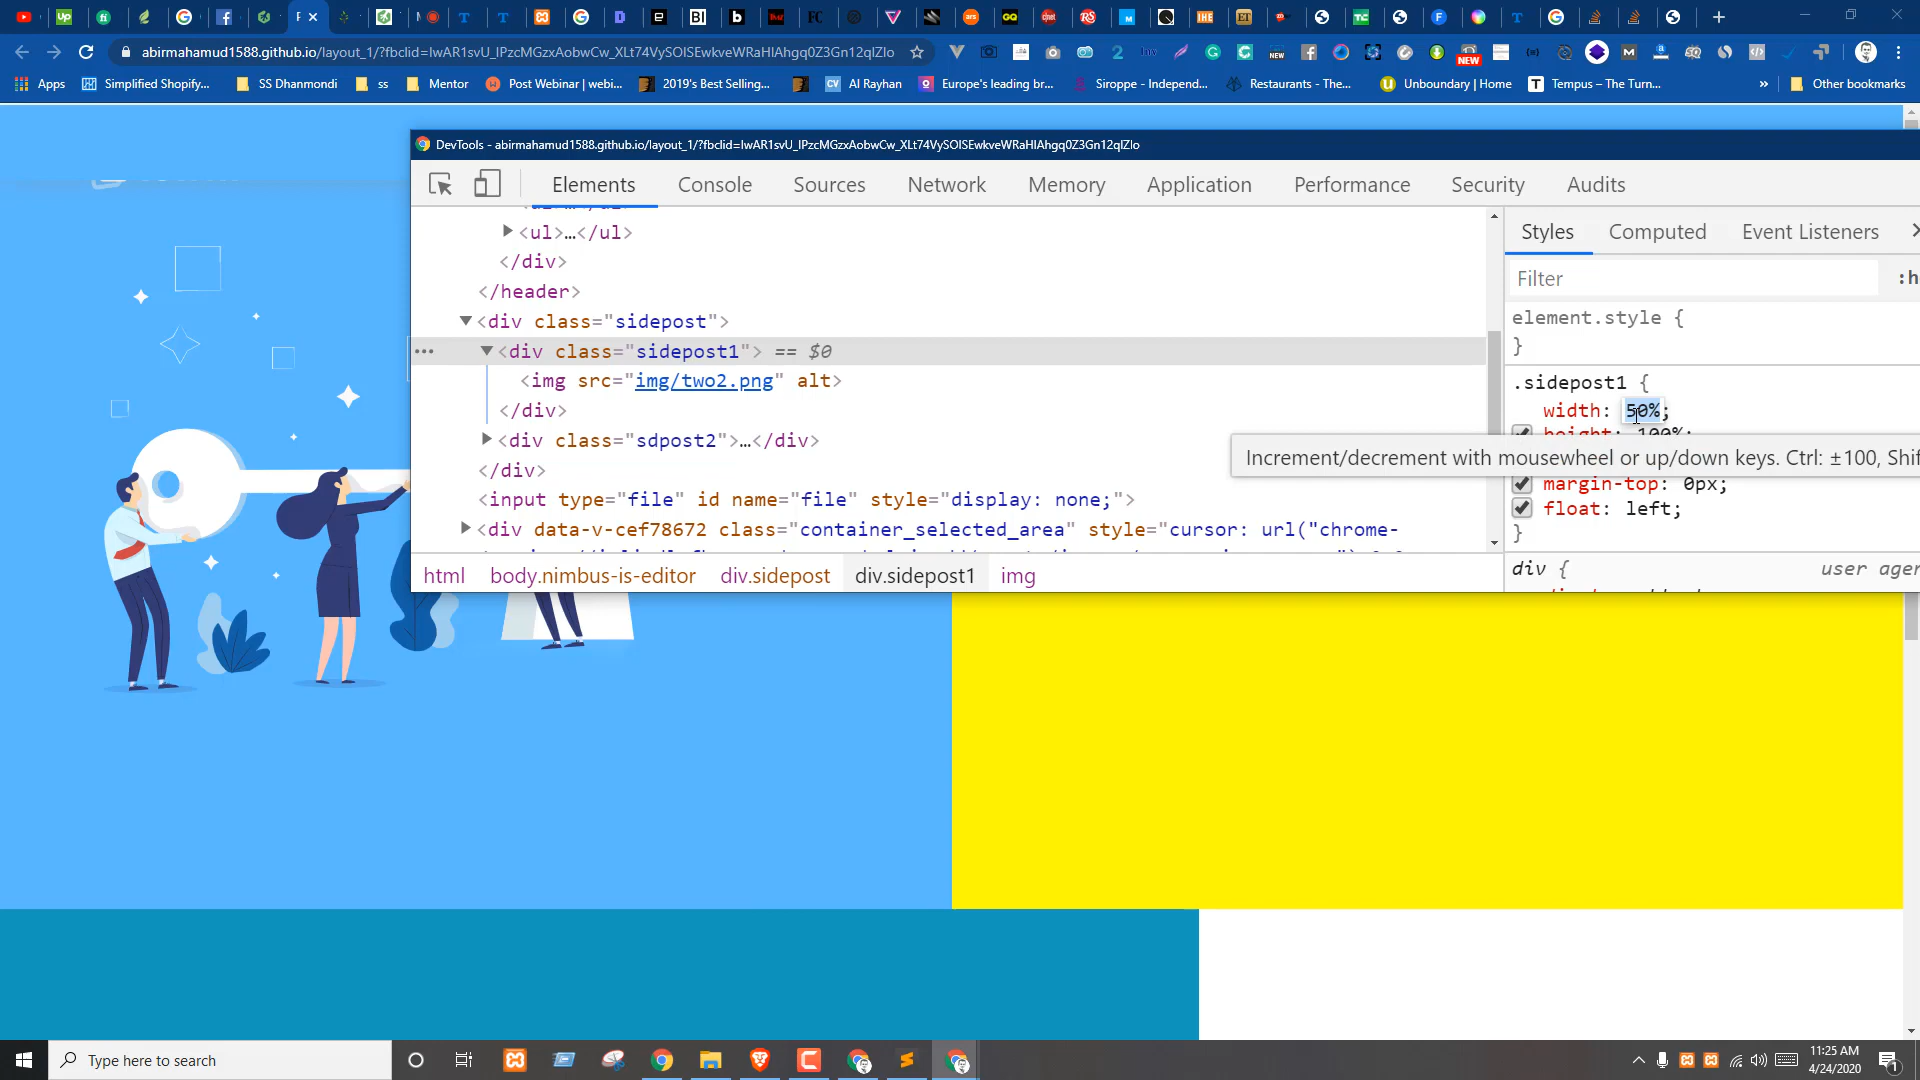 abirmahamud1588.github.io/layout_1/?fbclid=IwAR1svU_lPzcMGzxAobwCw_XLt74VySOlSEwkveWRaHlAhgq0Z3Gn12qlZlo
Apps Simplified Shopify... SS Dhanmondi ss Mentor Post Webinar | webi... 2019's Best Selling... Al Rayhan Europe's leading br... Siroppe - Independ... Restaurants - The... Unboundary | Home Tempus – The Turn... » Other bookmarks
DevTools - abirmahamud1588.github.io/layout_1/?fbclid=IwAR1svU_lPzcMGzxAobwCw_XLt74VySOlSEwkveWRaHlAhgq0Z3Gn12qlZlo
Elements Console Sources Network Memory Application Performance Security Audits
<ul>…</ul>
</div>
</header>
<div class="sidepost">
<div class="sidepost1"> == $0
<img src="img/two2.png" alt>
</div>
<div class="sdpost2">…</div>
</div>
<input type="file" id name="file" style="display: none;">
<div data-v-cef78672 class="container_selected_area" style="cursor: url("chrome-
html body.nimbus-is-editor div.sidepost div.sidepost1 img
Styles Computed Event Listeners
Filter :h
element.style {
}
.sidepost1 {
width: 50%;
height: 100%;
Increment/decrement with mousewheel or up/down keys. Ctrl: ±100, Shif
margin-top: 0px;
float: left;
}
div { user ager
Type here to search
11:25 AM
4/24/2020